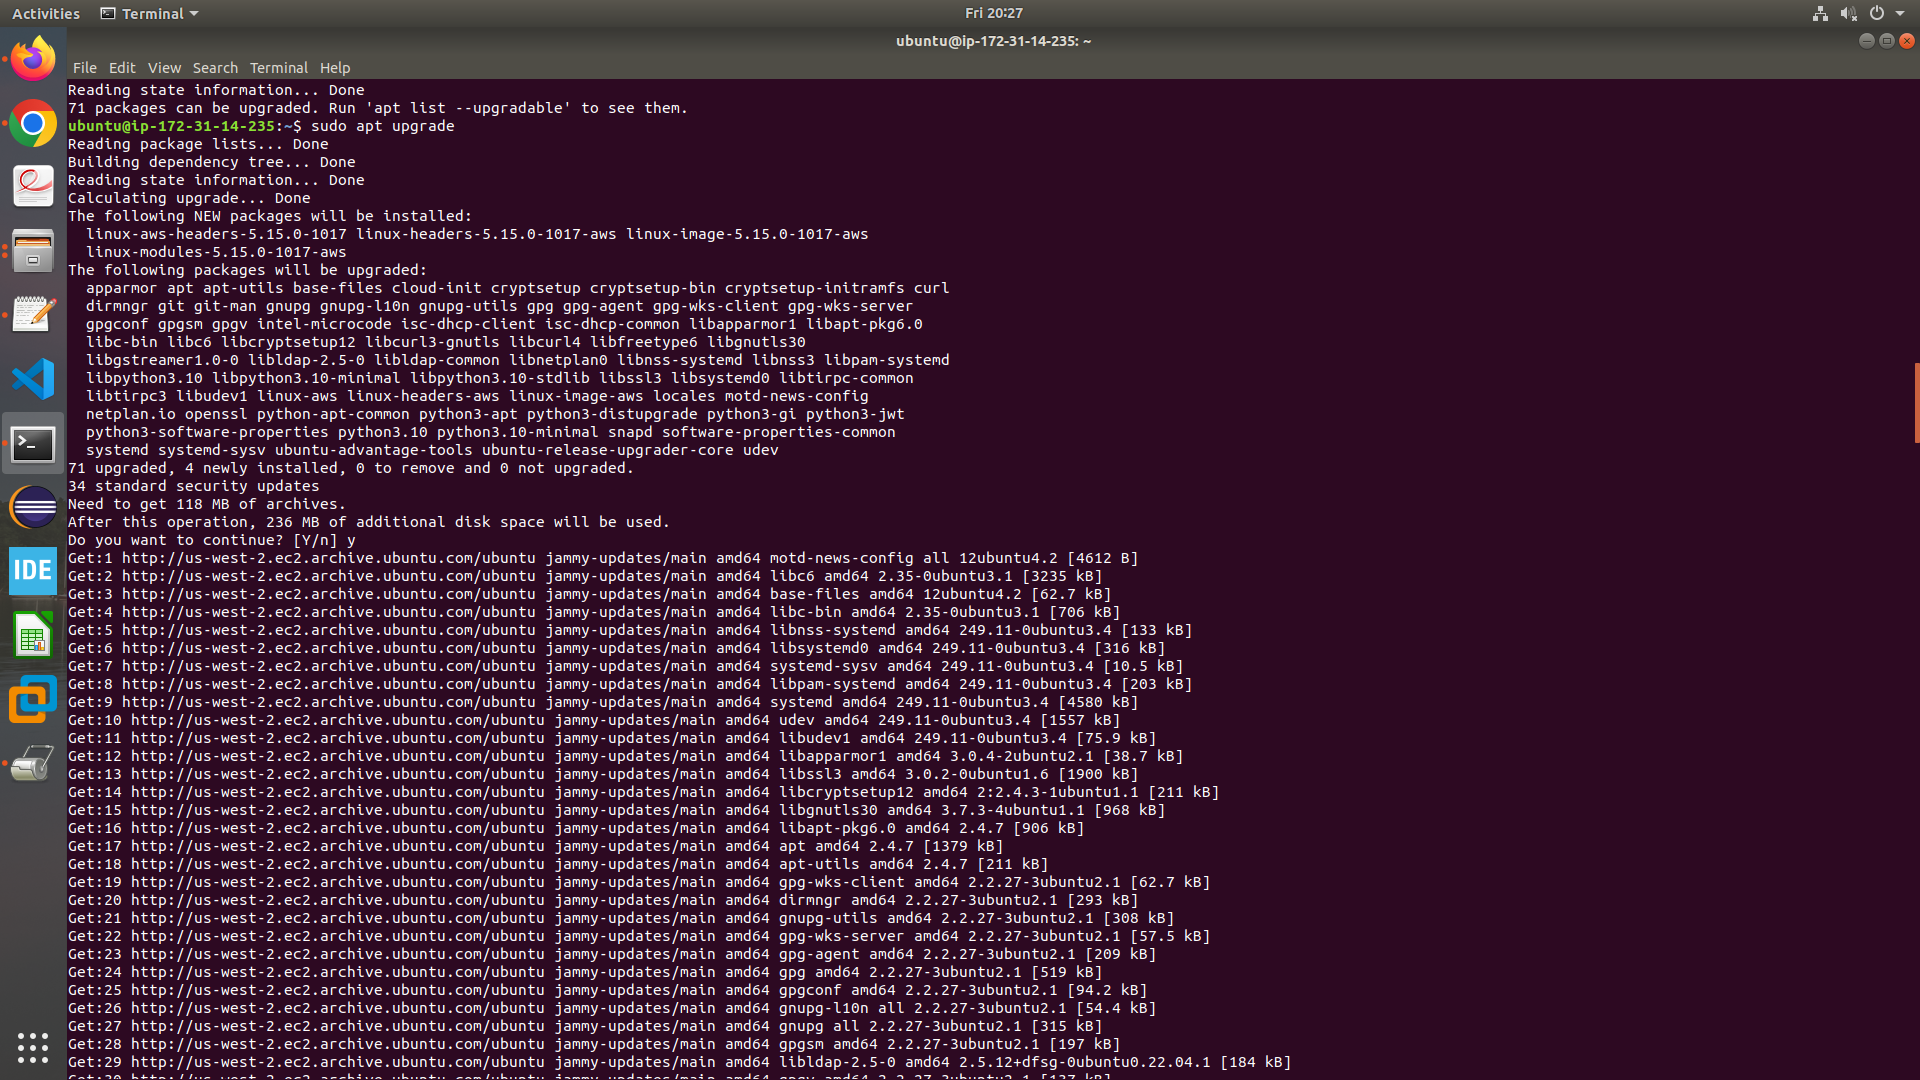 Activities Terminal Fri 20:27
ubuntu@ip-172-31-14-235: ~
File Edit View Search Terminal Help
Reading state information... Done
71 packages can be upgraded. Run 'apt list --upgradable' to see them.
ubuntu@ip-172-31-14-235:~$ sudo apt upgrade
Reading package lists... Done
Building dependency tree... Done
Reading state information... Done
Calculating upgrade... Done
The following NEW packages will be installed:
  linux-aws-headers-5.15.0-1017 linux-headers-5.15.0-1017-aws linux-image-5.15.0-1017-aws
  linux-modules-5.15.0-1017-aws
The following packages will be upgraded:
  apparmor apt apt-utils base-files cloud-init cryptsetup cryptsetup-bin cryptsetup-initramfs curl
  dirmngr git git-man gnupg gnupg-l10n gnupg-utils gpg gpg-agent gpg-wks-client gpg-wks-server
  gpgconf gpgsm gpgv intel-microcode isc-dhcp-client isc-dhcp-common libapparmor1 libapt-pkg6.0
  libc-bin libc6 libcryptsetup12 libcurl3-gnutls libcurl4 libfreetype6 libgnutls30
  libgstreamer1.0-0 libldap-2.5-0 libldap-common libnetplan0 libnss-systemd libnss3 libpam-systemd
  libpython3.10 libpython3.10-minimal libpython3.10-stdlib libssl3 libsystemd0 libtirpc-common
  libtirpc3 libudev1 linux-aws linux-headers-aws linux-image-aws locales motd-news-config
  netplan.io openssl python-apt-common python3-apt python3-distupgrade python3-gi python3-jwt
  python3-software-properties python3.10 python3.10-minimal snapd software-properties-common
  systemd systemd-sysv ubuntu-advantage-tools ubuntu-release-upgrader-core udev
71 upgraded, 4 newly installed, 0 to remove and 0 not upgraded.
34 standard security updates
Need to get 118 MB of archives.
After this operation, 236 MB of additional disk space will be used.
Do you want to continue? [Y/n] y
Get:1 http://us-west-2.ec2.archive.ubuntu.com/ubuntu jammy-updates/main amd64 motd-news-config all 12ubuntu4.2 [4612 B]
Get:2 http://us-west-2.ec2.archive.ubuntu.com/ubuntu jammy-updates/main amd64 libc6 amd64 2.35-0ubuntu3.1 [3235 kB]
Get:3 http://us-west-2.ec2.archive.ubuntu.com/ubuntu jammy-updates/main amd64 base-files amd64 12ubuntu4.2 [62.7 kB]
Get:4 http://us-west-2.ec2.archive.ubuntu.com/ubuntu jammy-updates/main amd64 libc-bin amd64 2.35-0ubuntu3.1 [706 kB]
Get:5 http://us-west-2.ec2.archive.ubuntu.com/ubuntu jammy-updates/main amd64 libnss-systemd amd64 249.11-0ubuntu3.4 [133 kB]
Get:6 http://us-west-2.ec2.archive.ubuntu.com/ubuntu jammy-updates/main amd64 libsystemd0 amd64 249.11-0ubuntu3.4 [316 kB]
Get:7 http://us-west-2.ec2.archive.ubuntu.com/ubuntu jammy-updates/main amd64 systemd-sysv amd64 249.11-0ubuntu3.4 [10.5 kB]
Get:8 http://us-west-2.ec2.archive.ubuntu.com/ubuntu jammy-updates/main amd64 libpam-systemd amd64 249.11-0ubuntu3.4 [203 kB]
Get:9 http://us-west-2.ec2.archive.ubuntu.com/ubuntu jammy-updates/main amd64 systemd amd64 249.11-0ubuntu3.4 [4580 kB]
Get:10 http://us-west-2.ec2.archive.ubuntu.com/ubuntu jammy-updates/main amd64 udev amd64 249.11-0ubuntu3.4 [1557 kB]
Get:11 http://us-west-2.ec2.archive.ubuntu.com/ubuntu jammy-updates/main amd64 libudev1 amd64 249.11-0ubuntu3.4 [75.9 kB]
Get:12 http://us-west-2.ec2.archive.ubuntu.com/ubuntu jammy-updates/main amd64 libapparmor1 amd64 3.0.4-2ubuntu2.1 [38.7 kB]
Get:13 http://us-west-2.ec2.archive.ubuntu.com/ubuntu jammy-updates/main amd64 libssl3 amd64 3.0.2-0ubuntu1.6 [1900 kB]
Get:14 http://us-west-2.ec2.archive.ubuntu.com/ubuntu jammy-updates/main amd64 libcryptsetup12 amd64 2:2.4.3-1ubuntu1.1 [211 kB]
Get:15 http://us-west-2.ec2.archive.ubuntu.com/ubuntu jammy-updates/main amd64 libgnutls30 amd64 3.7.3-4ubuntu1.1 [968 kB]
Get:16 http://us-west-2.ec2.archive.ubuntu.com/ubuntu jammy-updates/main amd64 libapt-pkg6.0 amd64 2.4.7 [906 kB]
Get:17 http://us-west-2.ec2.archive.ubuntu.com/ubuntu jammy-updates/main amd64 apt amd64 2.4.7 [1379 kB]
Get:18 http://us-west-2.ec2.archive.ubuntu.com/ubuntu jammy-updates/main amd64 apt-utils amd64 2.4.7 [211 kB]
Get:19 http://us-west-2.ec2.archive.ubuntu.com/ubuntu jammy-updates/main amd64 gpg-wks-client amd64 2.2.27-3ubuntu2.1 [62.7 kB]
Get:20 http://us-west-2.ec2.archive.ubuntu.com/ubuntu jammy-updates/main amd64 dirmngr amd64 2.2.27-3ubuntu2.1 [293 kB]
Get:21 http://us-west-2.ec2.archive.ubuntu.com/ubuntu jammy-updates/main amd64 gnupg-utils amd64 2.2.27-3ubuntu2.1 [308 kB]
Get:22 http://us-west-2.ec2.archive.ubuntu.com/ubuntu jammy-updates/main amd64 gpg-wks-server amd64 2.2.27-3ubuntu2.1 [57.5 kB]
Get:23 http://us-west-2.ec2.archive.ubuntu.com/ubuntu jammy-updates/main amd64 gpg-agent amd64 2.2.27-3ubuntu2.1 [209 kB]
Get:24 http://us-west-2.ec2.archive.ubuntu.com/ubuntu jammy-updates/main amd64 gpg amd64 2.2.27-3ubuntu2.1 [519 kB]
Get:25 http://us-west-2.ec2.archive.ubuntu.com/ubuntu jammy-updates/main amd64 gpgconf amd64 2.2.27-3ubuntu2.1 [94.2 kB]
Get:26 http://us-west-2.ec2.archive.ubuntu.com/ubuntu jammy-updates/main amd64 gnupg-l10n all 2.2.27-3ubuntu2.1 [54.4 kB]
Get:27 http://us-west-2.ec2.archive.ubuntu.com/ubuntu jammy-updates/main amd64 gnupg all 2.2.27-3ubuntu2.1 [315 kB]
Get:28 http://us-west-2.ec2.archive.ubuntu.com/ubuntu jammy-updates/main amd64 gpgsm amd64 2.2.27-3ubuntu2.1 [197 kB]
Get:29 http://us-west-2.ec2.archive.ubuntu.com/ubuntu jammy-updates/main amd64 libldap-2.5-0 amd64 2.5.12+dfsg-0ubuntu0.22.04.1 [184 kB]
IDE